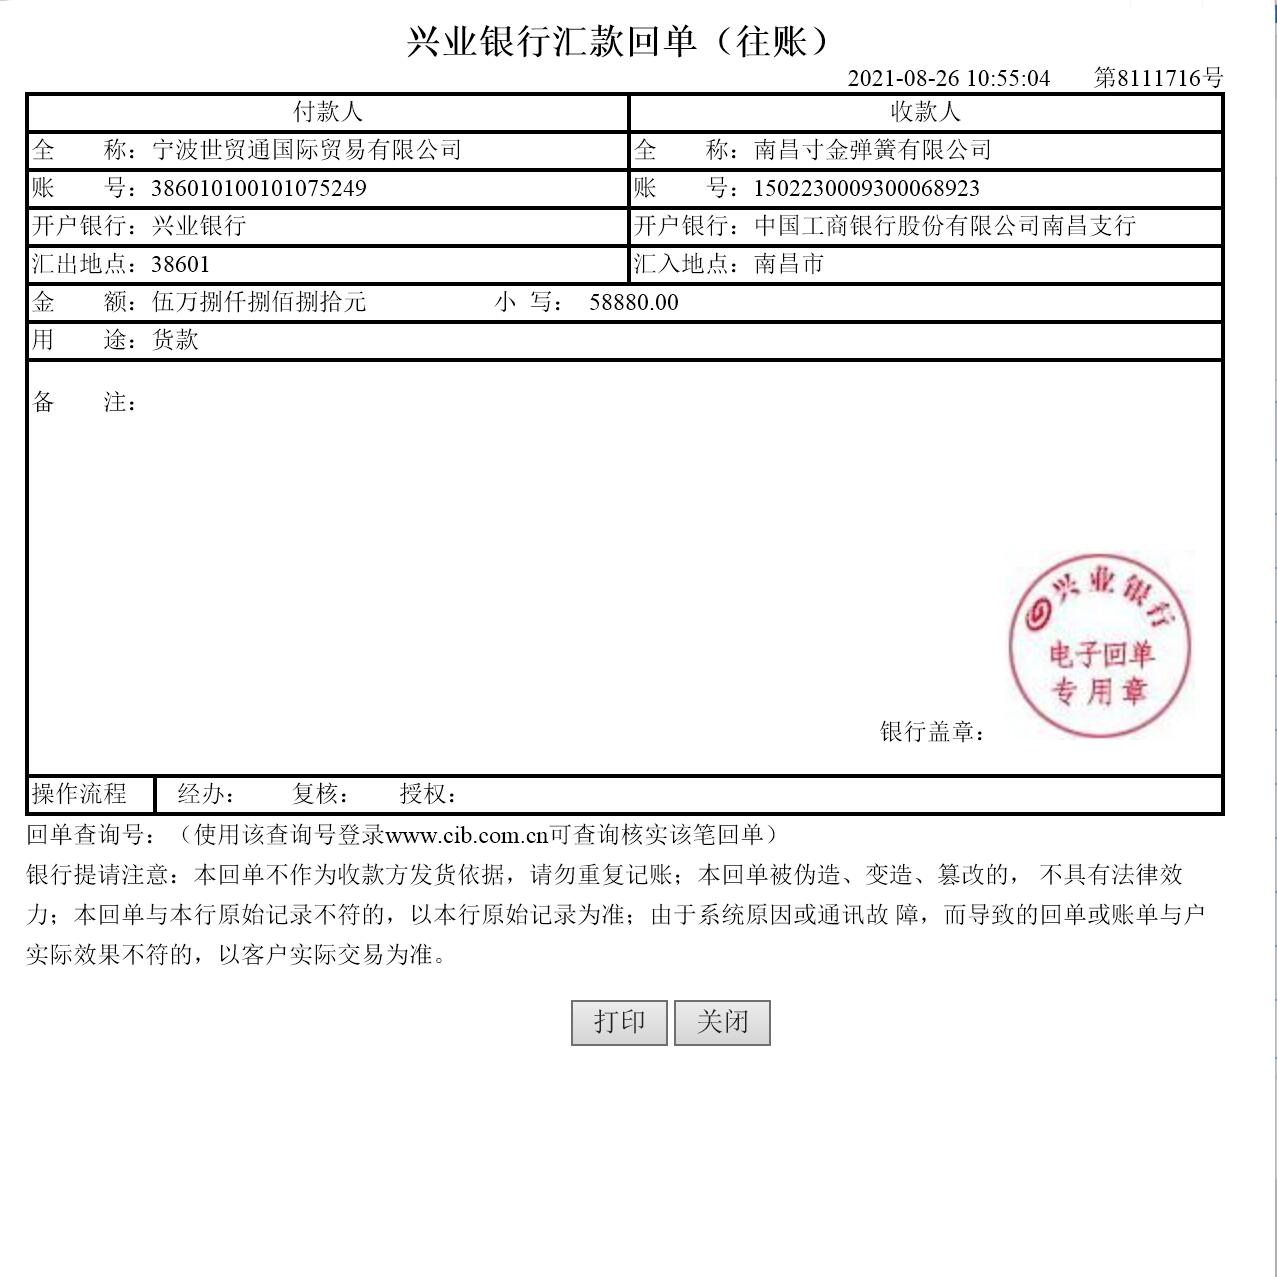 兴业银行汇款回单（往账）
2021-08-26 10:55:04 第8111716号
付款人 收款人
全 称：宁波世贸通国际贸易有限公司 全 称：南昌寸金弹簧有限公司
账 号：386010100101075249 账 号：1502230009300068923
开户银行：兴业银行 开户银行：中国工商银行股份有限公司南昌支行
汇出地点：38601 汇入地点：南昌市
金 额：伍万捌仟捌佰捌拾元 小 写： 58880.00
用 途：货款
备 注：
兴业银行
电子回单
专用章
银行盖章：
操作流程 经办： 复核： 授权：
回单查询号：（使用该查询号登录www.cib.com.cn可查询核实该笔回单）
银行提请注意：本回单不作为收款方发货依据，请勿重复记账；本回单被伪造、变造、篡改的， 不具有法律效
力；本回单与本行原始记录不符的，以本行原始记录为准；由于系统原因或通讯故 障，而导致的回单或账单与户
实际效果不符的，以客户实际交易为准。
打印 关闭